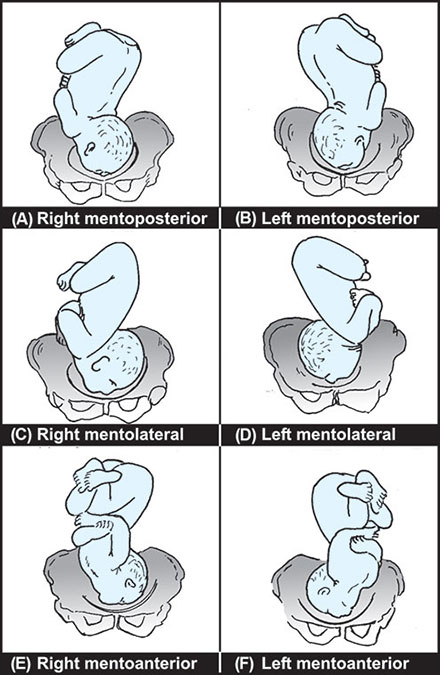 (A) Right mentoposterior
(B) Left mentoposterior
(C) Right mentolateral
(D) Left mentolateral
(E) Right mentoanterior
(F) Left mentoanterior